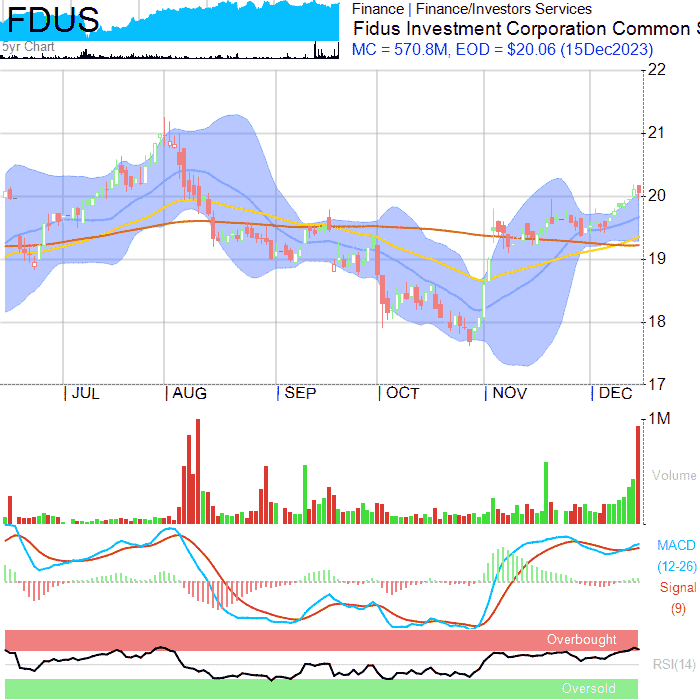 FDUS
5yr Chart
Finance | Finance/Investors Services
Fidus Investment Corporation Common S
MC = 570.8M, EOD = $20.06 (15Dec2023)
22
21
20
19
18
17
JUL AUG SEP OCT NOV DEC
1M
Volume
MACD
(12-26)
Signal
(9)
Overbought
RSI(14)
Oversold